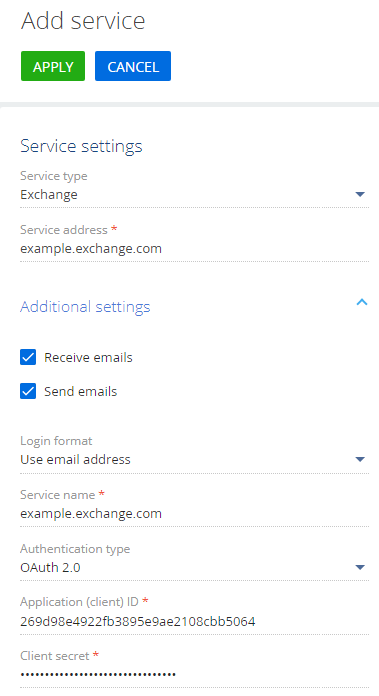 Add service
APPLY CANCEL
Service settings
Service type
Exchange
Service address *
example.exchange.com
Additional settings
Receive emails
Send emails
Login format
Use email address
Service name *
example.exchange.com
Authentication type
OAuth 2.0
Application (client) ID *
269d98e4922fb3895e9ae2108cbb5064
Client secret *
••••••••••••••••••••••••••••••••